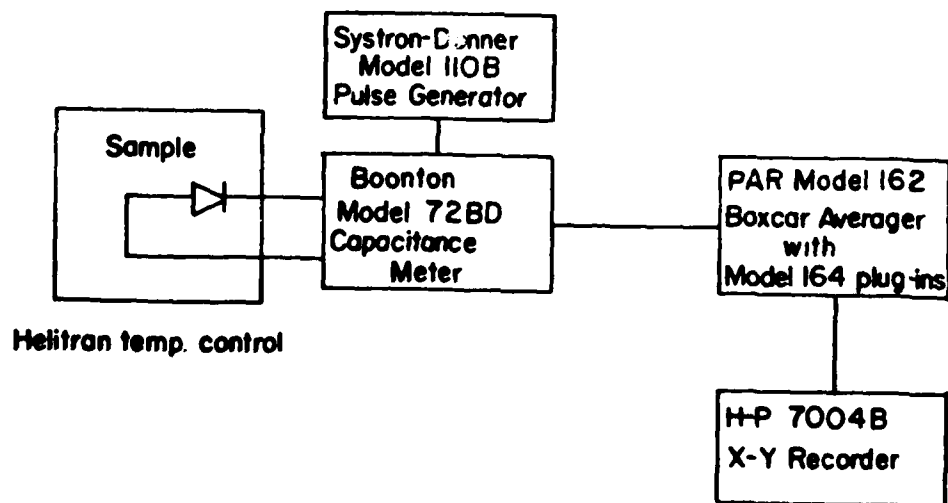 Systron-Donner
Model 110B
Pulse Generator
Sample
Boonton
Model 72BD
Capacitance
Meter
PAR Model 162
Boxcar Averager
with
Model 164 plug-ins
Helitran temp. control
H-P 7004B
X-Y Recorder